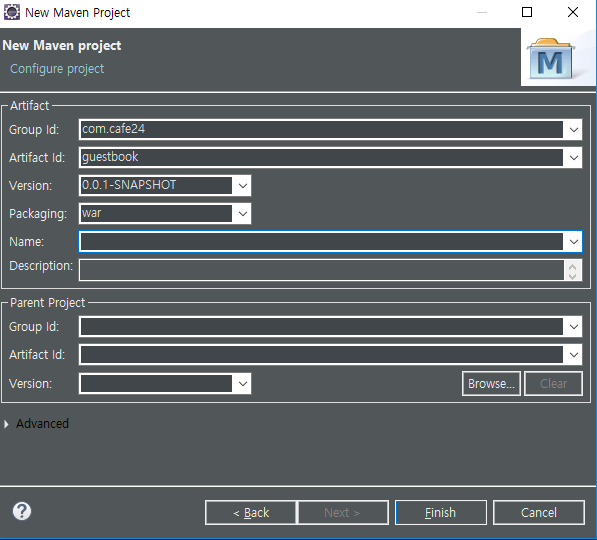 New Maven Project
New Maven project
Configure project
M
Artifact
Group Id: com.cafe24
Artifact Id: guestbook
Version: 0.0.1-SNAPSHOT
Packaging: war
Name:
Description:
Parent Project
Group Id:
Artifact Id:
Version:
Browse... Clear
Advanced
? < Back Next > Finish Cancel